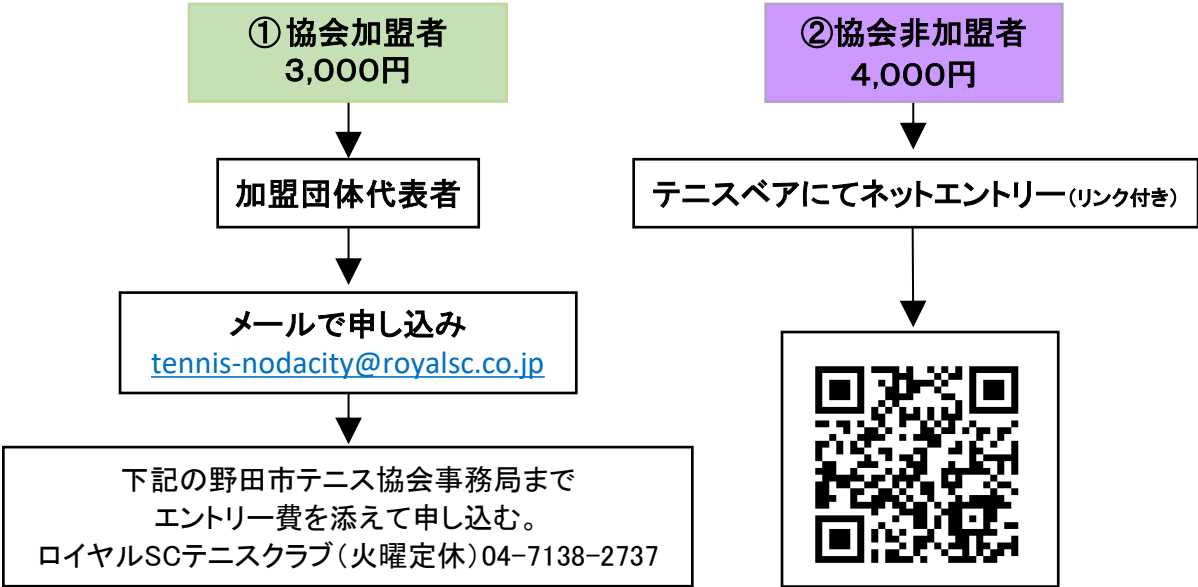 ①協会加盟者
3,000円
加盟団体代表者
メールで申し込み
tennis-nodacity@royalsc.co.jp
下記の野田市テニス協会事務局まで
エントリー費を添えて申し込む。
ロイヤルSCテニスクラブ（火曜定休）04-7138-2737
②協会非加盟者
4,000円
テニスベアにてネットエントリー（リンク付き）